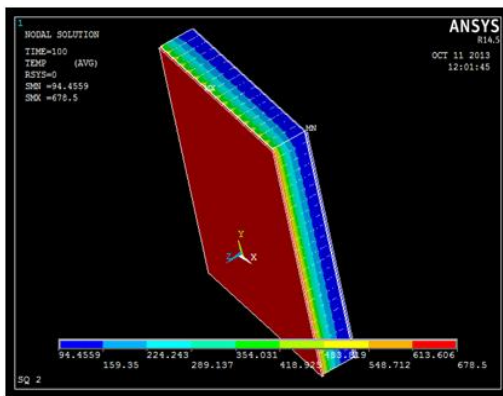 1
NODAL SOLUTION
TIME=100
TEMP (AVG)
RSYS=0
SMN=94.4559
SMX=678.5
ANSYS
R14.5
OCT 11 2013
12:01:45
MX
MN
Y
Z X
94.4559 159.35 224.243 289.137 354.031 418.925 483.819 548.712 613.606 678.5
SQ 2